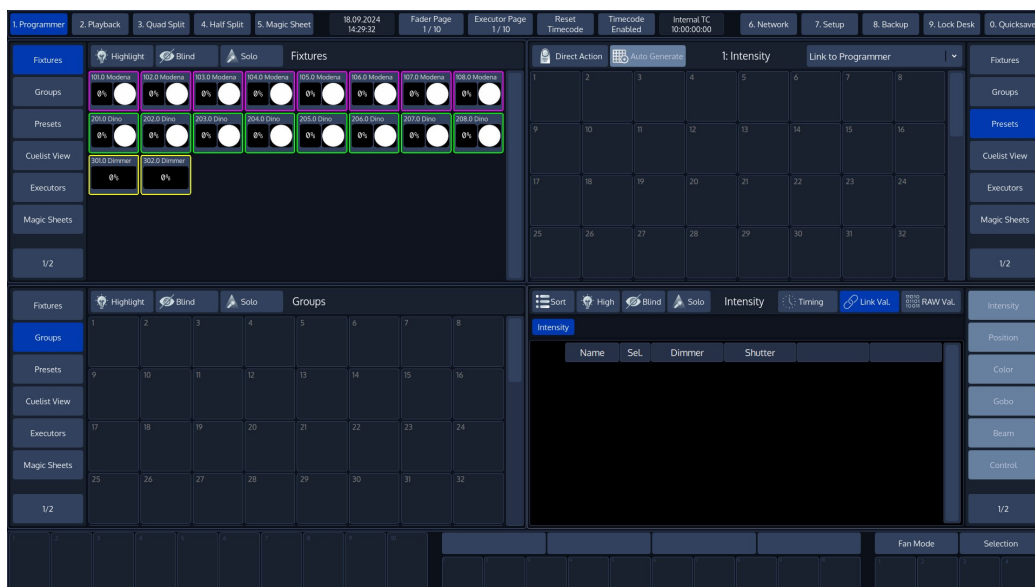 1. Programmer 2. Playback 3. Quad Split 4. Half Split 5. Magic Sheet 18.09.2024 Fader Page Executor Page Reset Timecode Internal TC 6. Network 7. Setup 8. Backup 9. Lock Desk 0. Quicksave
14:29:32 1 / 10 1 / 10 Timecode Enabled 10:00:00:00
Fixtures
Groups
Presets
Cuelist View
Executors
Magic Sheets
1/2
Highlight Blind Solo Fixtures
101.0 Modena 102.0 Modena 103.0 Modena 104.0 Modena 105.0 Modena 106.0 Modena 107.0 Modena 108.0 Modena
0% 0% 0% 0% 0% 0% 0% 0%
201.0 Dino 202.0 Dino 203.0 Dino 204.0 Dino 205.0 Dino 206.0 Dino 207.0 Dino 208.0 Dino
0% 0% 0% 0% 0% 0% 0% 0%
301.0 Dimmer 302.0 Dimmer
0% 0%
Direct Action Auto Generate 1: Intensity Link to Programmer
1 2 3 4 5 6 7 8
9 10 11 12 13 14 15 16
17 18 19 20 21 22 23 24
25 26 27 28 29 30 31 32
Fixtures
Groups
Presets
Cuelist View
Executors
Magic Sheets
1/2
Fixtures
Groups
Presets
Cuelist View
Executors
Magic Sheets
1/2
Highlight Blind Solo Groups
1 2 3 4 5 6 7 8
9 10 11 12 13 14 15 16
17 18 19 20 21 22 23 24
25 26 27 28 29 30 31 32
Sort High Blind Solo Intensity Timing Link Val. RAW Val.
Intensity
Name Sel. Dimmer Shutter
Intensity
Position
Color
Gobo
Beam
Control
1/2
Fan Mode Selection